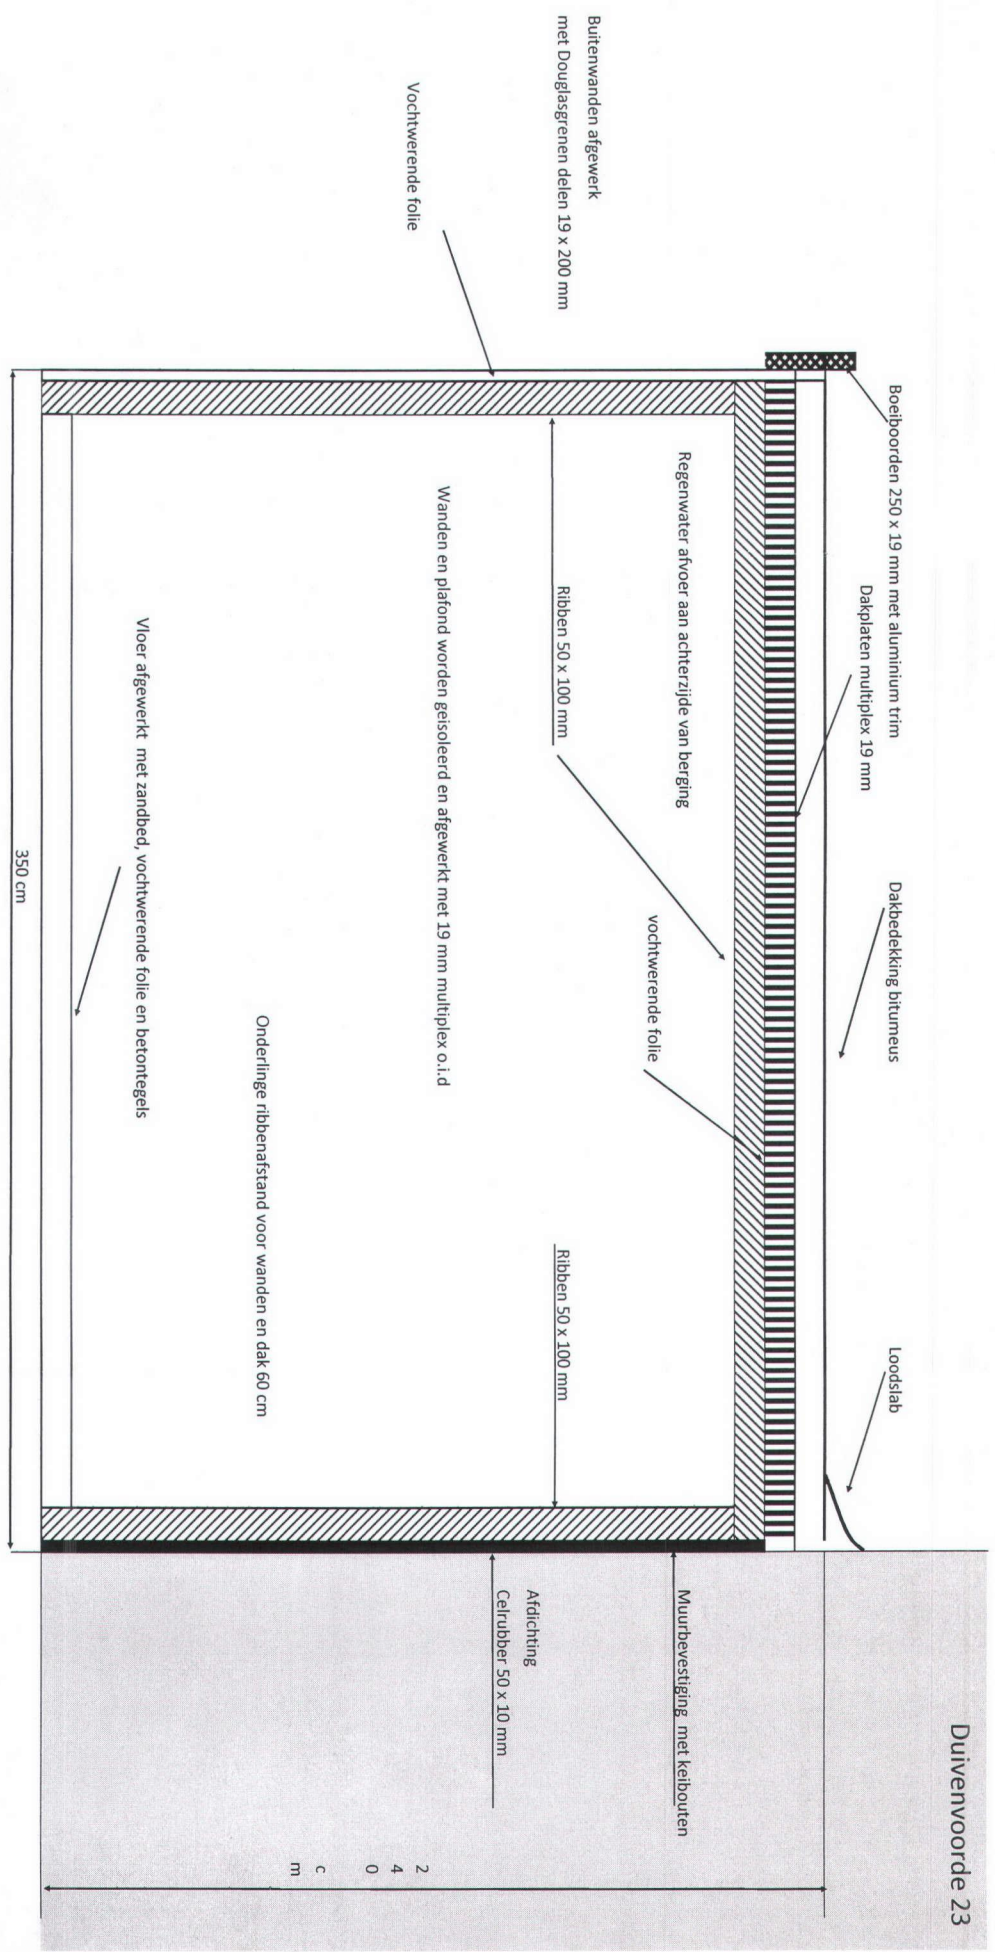 Duivenvoorde 23
Boeiboorden 250 x 19 mm met aluminium trim
Dakplaten multiplex 19 mm
Dakbedekking bitumeus
Loodslab
Buitenwanden afgewerk
met Douglasgrenen delen 19 x 200 mm
Vochtwerende folie
Regenwater afvoer aan achterzijde van berging
vochtwerende folie
Ribben 50 x 100 mm
Ribben 50 x 100 mm
Muurbevestiging met keibouten
Afdichting
Celrubber 50 x 10 mm
Wanden en plafond worden geisoleerd en afgewerkt met 19 mm multiplex o.i.d
Onderlinge ribbenafstand voor wanden en dak 60 cm
Vloer afgewerkt met zandbed, vochtwerende folie en betontegels
2
4
0
c
m
350 cm